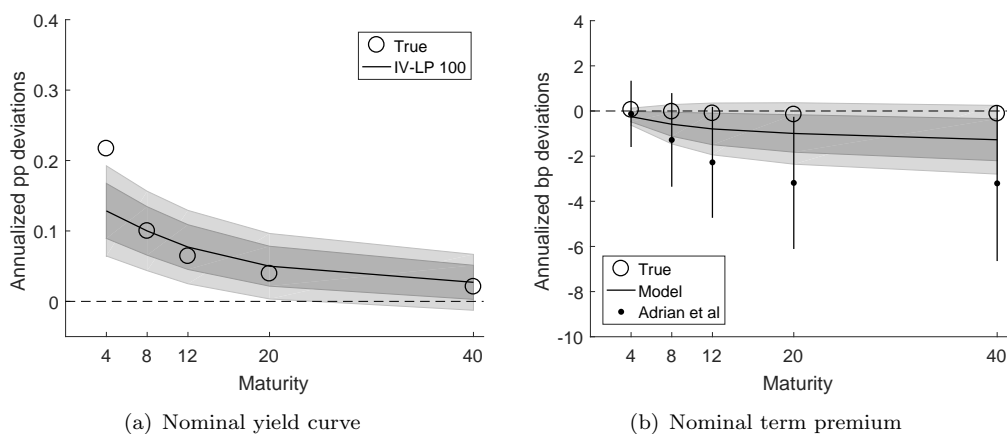 0.4
0.3
0.2
0.1
0
Annualized pp deviations
True
IV-LP 100
4
8
12
20
40
Maturity
(a) Nominal yield curve
4
2
0
-2
-4
-6
-8
-10
Annualized bp deviations
True
Model
Adrian et al
4
8
12
20
40
Maturity
(b) Nominal term premium